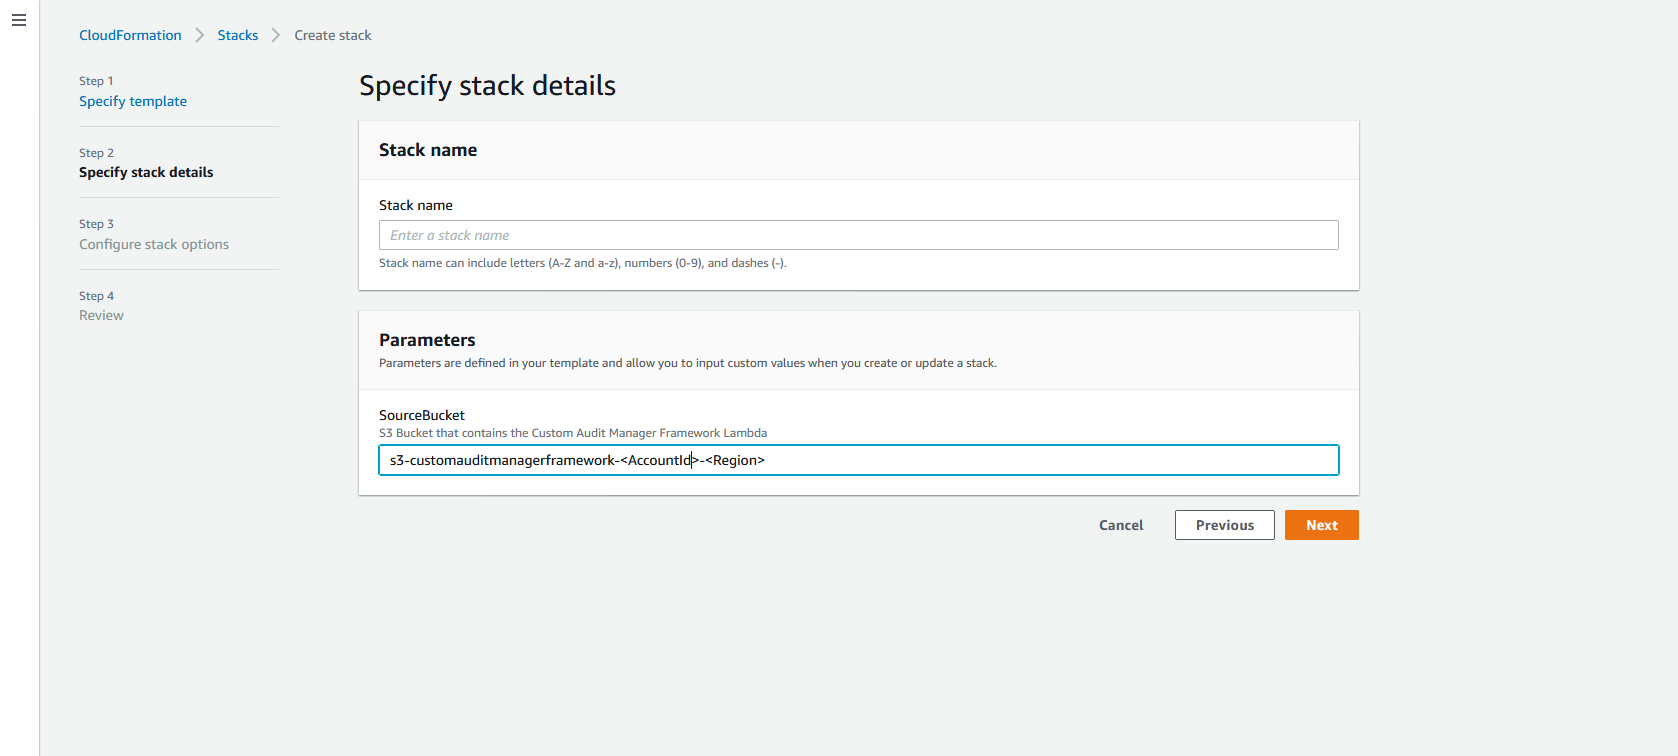 CloudFormation > Stacks > Create stack
Step 1
Specify template
Step 2
Specify stack details
Step 3
Configure stack options
Step 4
Review
Specify stack details
Stack name
Stack name
Enter a stack name
Stack name can include letters (A-Z and a-z), numbers (0-9), and dashes (-).
Parameters
Parameters are defined in your template and allow you to input custom values when you create or update a stack.
SourceBucket
S3 Bucket that contains the Custom Audit Manager Framework Lambda
s3-customauditmanagerframework-<AccountId>-<Region>
Cancel Previous Next